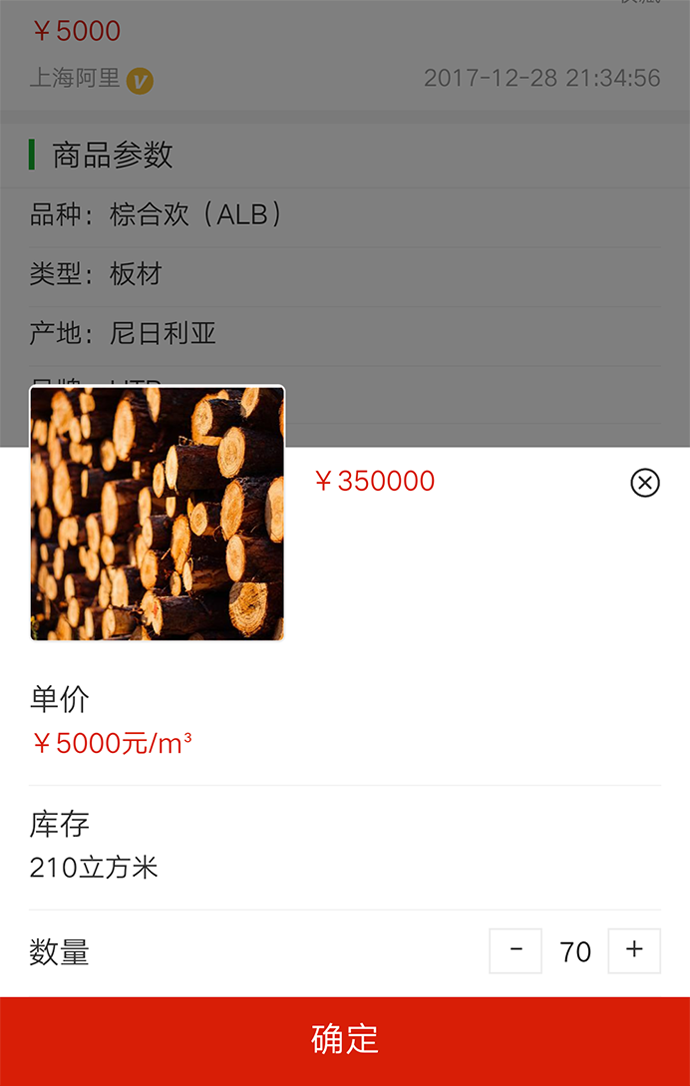 ￥5000
上海阿里 V
2017-12-28 21:34:56
商品参数
品种：棕合欢（ALB）
类型：板材
产地：尼日利亚
￥350000
单价
￥5000元/m³
库存
210立方米
数量
- 70 +
确定